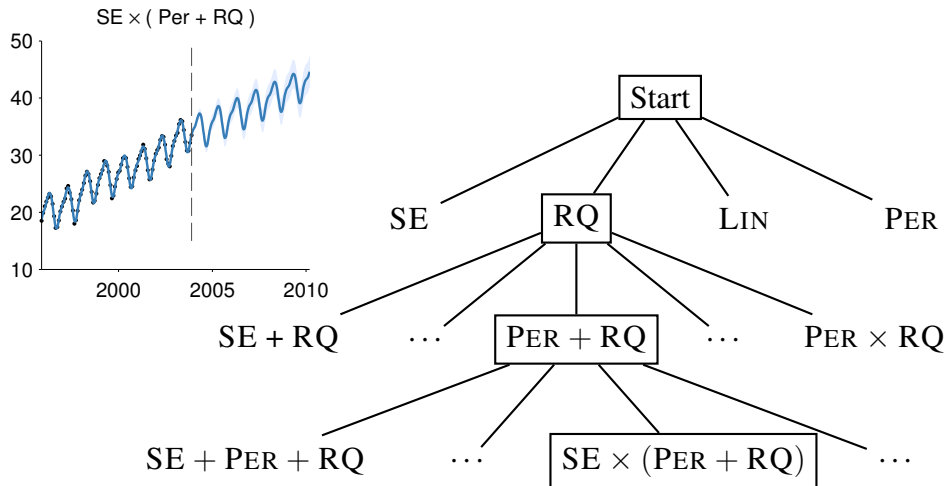 SE × ( Per + RQ )
50
40
30
20
10
2000
2005
2010
Start
SE
RQ
LIN
PER
SE + RQ
...
PER + RQ
...
PER × RQ
SE + PER + RQ
...
SE × (PER + RQ)
...